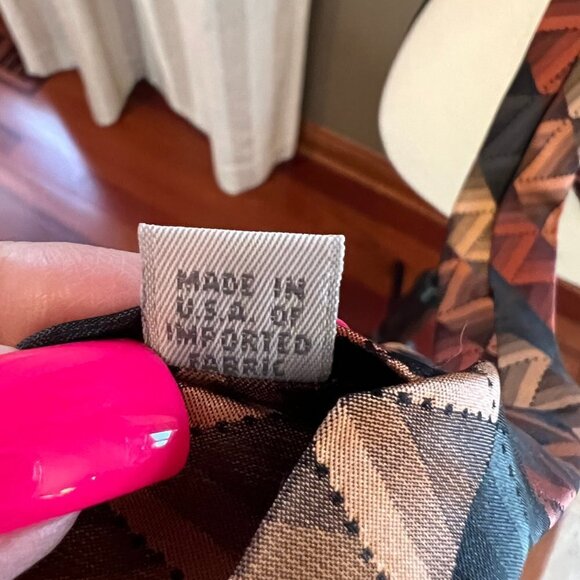 MADE IN
U.S.A. OF
IMPORTED
FABRIC